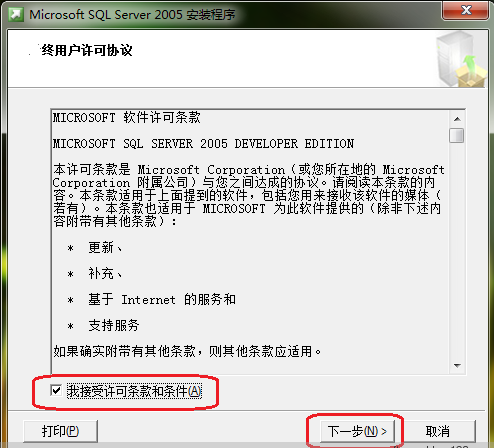 Microsoft SQL Server 2005 安装程序
终用户许可协议
MICROSOFT 软件许可条款
MICROSOFT SQL SERVER 2005 DEVELOPER EDITION
本许可条款是 Microsoft Corporation（或您所在地的 Microsoft
Corporation 附属公司）与您之间达成的协议。请阅读本条款的内
容。本条款适用于上面提到的软件，包括您用来接收该软件的媒体（
若有）。本条款也适用于 MICROSOFT 为此软件提供的（除非下述内
容附带有其他条款）：
* 更新、
* 补充、
* 基于 Internet 的服务和
* 支持服务
如果确实附带有其他条款，则其他条款应适用。
我接受许可条款和条件(A)
打印(P)
下一步(N) >
取消